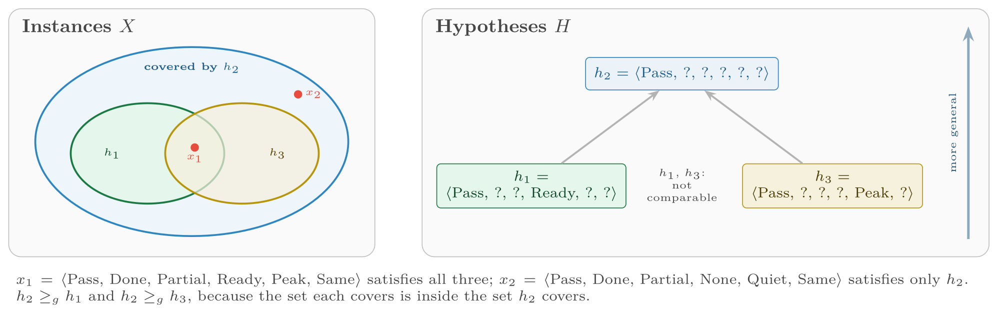 Instances X
covered by h₂
x₂
h₁
x₁
h₃
Hypotheses H
h₂ = ⟨Pass, ?, ?, ?, ?, ?⟩
more general
h₁ =
⟨Pass, ?, ?, Ready, ?, ?⟩
h₁, h₃:
not
comparable
h₃ =
⟨Pass, ?, ?, ?, Peak, ?⟩
x₁ = ⟨Pass, Done, Partial, Ready, Peak, Same⟩ satisfies all three; x₂ = ⟨Pass, Done, Partial, None, Quiet, Same⟩ satisfies only h₂.
h₂ ≥g h₁ and h₂ ≥g h₃, because the set each covers is inside the set h₂ covers.